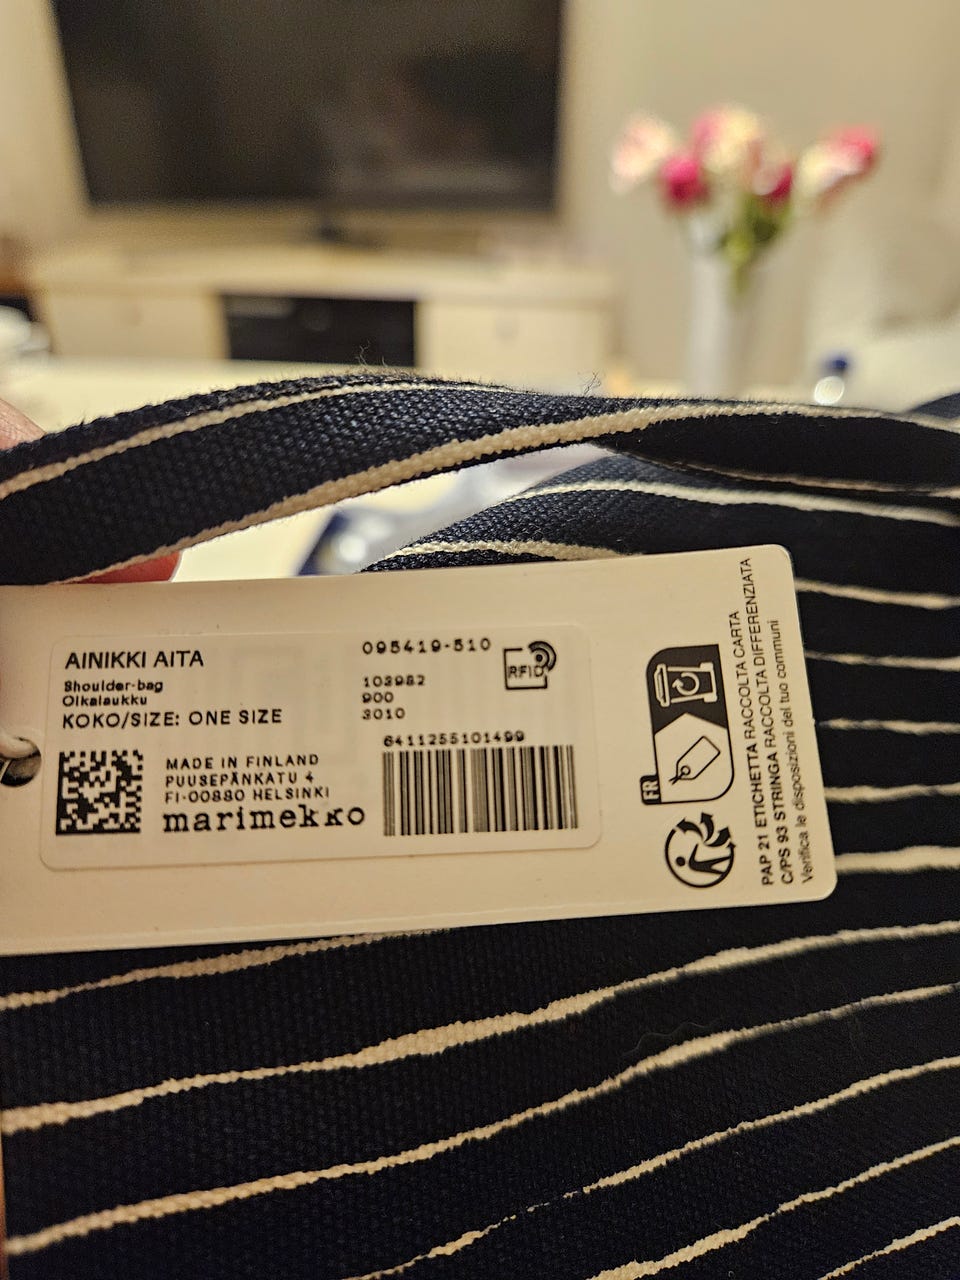 AINIKKI AITA
Shoulder-bag
Olkalaukku
KOKO/SIZE: ONE SIZE
095419-510
103982
900
3010
RFID
6411255101499
MADE IN FINLAND
PUUSEPÄNKATU 4
FI-00880 HELSINKI
marimekko
FR
PAP 21 ETICHETTA RACCOLTA CARTA
C/PS 93 STRINGA RACCOLTA DIFFERENZIATA
Verifica le disposizioni del tuo communi